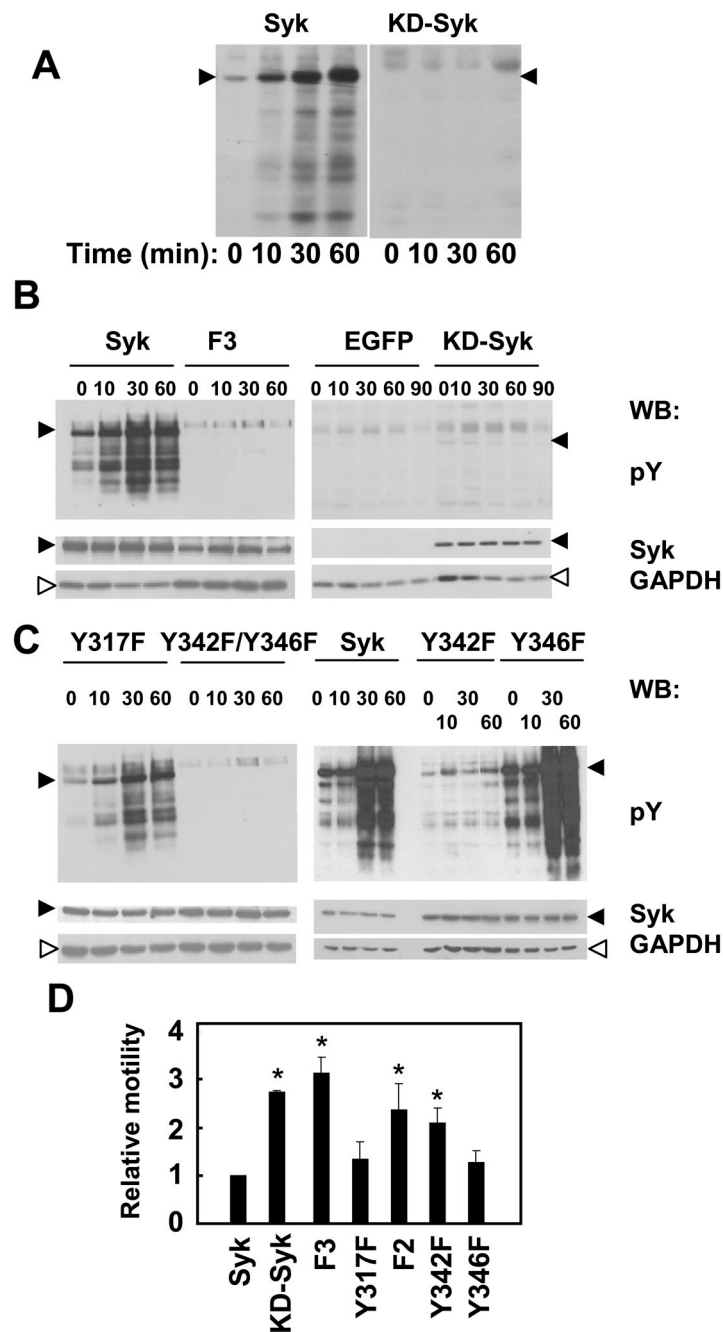 Syk KD-Syk
A
Time (min): 0 10 30 60 0 10 30 60
B
Syk F3 EGFP KD-Syk
0 10 30 60 0 10 30 60 0 10 30 60 90 0 10 30 60 90
WB:
pY
Syk
GAPDH
C
Y317F Y342F/Y346F Syk Y342F Y346F
0 10 30 60 0 10 30 60 0 10 30 60 0 10 30 60 0 10 30 60
WB:
pY
Syk
GAPDH
D
Relative motility
4
3
2
1
0
* * * *
Syk
KD-Syk
F3
Y317F
F2
Y342F
Y346F